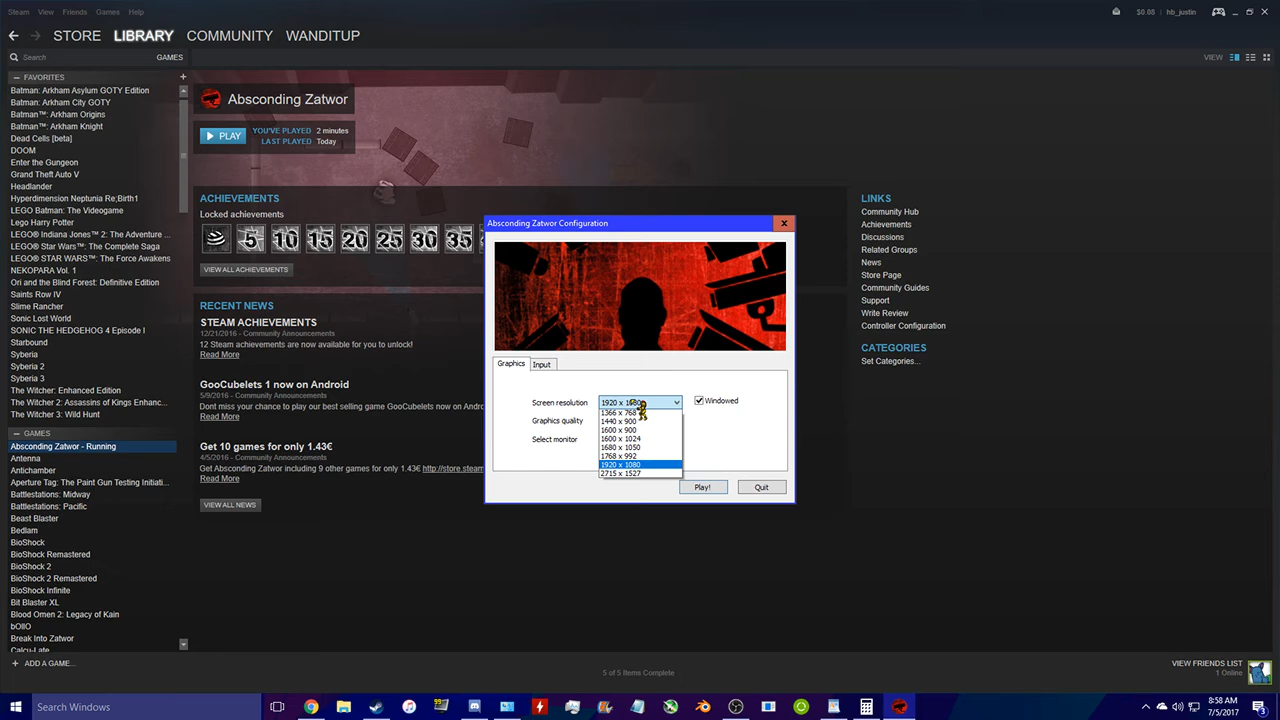 Steam View Friends Games Help
$0.08 hb_justin
STORE LIBRARY COMMUNITY WANDITUP
Search GAMES
VIEW
FAVORITES
Batman: Arkham Asylum GOTY Edition
Batman: Arkham City GOTY
Batman™: Arkham Origins
Batman™: Arkham Knight
Dead Cells [beta]
DOOM
Enter the Gungeon
Grand Theft Auto V
Headlander
Hyperdimension Neptunia Re;Birth1
LEGO Batman: The Videogame
Lego Harry Potter
LEGO® Indiana Jones™ 2: The Adventure ...
LEGO® Star Wars™: The Complete Saga
LEGO® STAR WARS™: The Force Awakens
NEKOPARA Vol. 1
Ori and the Blind Forest: Definitive Edition
Saints Row IV
Slime Rancher
Sonic Lost World
SONIC THE HEDGEHOG 4 Episode I
Starbound
Syberia
Syberia 2
Syberia 3
The Witcher: Enhanced Edition
The Witcher 2: Assassins of Kings Enhanc...
The Witcher 3: Wild Hunt
GAMES
Absconding Zatwor - Running
Antenna
Antichamber
Aperture Tag: The Paint Gun Testing Initiati...
Battlestations: Midway
Battlestations: Pacific
Beast Blaster
Bedlam
BioShock
BioShock Remastered
BioShock 2
BioShock 2 Remastered
BioShock Infinite
Bit Blaster XL
Blood Omen 2: Legacy of Kain
bOllO
Break Into Zatwor
Calcu-Late
ADD A GAME...
Absconding Zatwor
PLAY
YOU'VE PLAYED 2 minutes
LAST PLAYED Today
ACHIEVEMENTS
Locked achievements
5 10 15 20 25 30 35
VIEW ALL ACHIEVEMENTS
RECENT NEWS
STEAM ACHIEVEMENTS
12/21/2016 - Community Announcements
12 Steam achievements are now available for you to unlock!
Read More
GooCubelets 1 now on Android
5/9/2016 - Community Announcements
Dont miss your chance to play our best selling game GooCubelets on Android.
Read More
Get 10 games for only 1.43€
4/5/2016 - Community Announcements
Get Absconding Zatwor including 9 other games for only 1.43€ http://store.steam
Read More
VIEW ALL NEWS
Absconding Zatwor Configuration
Graphics Input
Screen resolution 1920 x 1080 Windowed
1366 x 768
1440 x 900
Graphics quality
1600 x 900
1600 x 1024
Select monitor
1680 x 1050
1768 x 992
1920 x 1080
2715 x 1527
Play! Quit
LINKS
Community Hub
Achievements
Discussions
Related Groups
News
Store Page
Community Guides
Support
Write Review
Controller Configuration
CATEGORIES
Set Categories...
5 of 5 Items Complete
VIEW FRIENDS LIST
1 Online
Search Windows
8:58 AM
7/5/2017